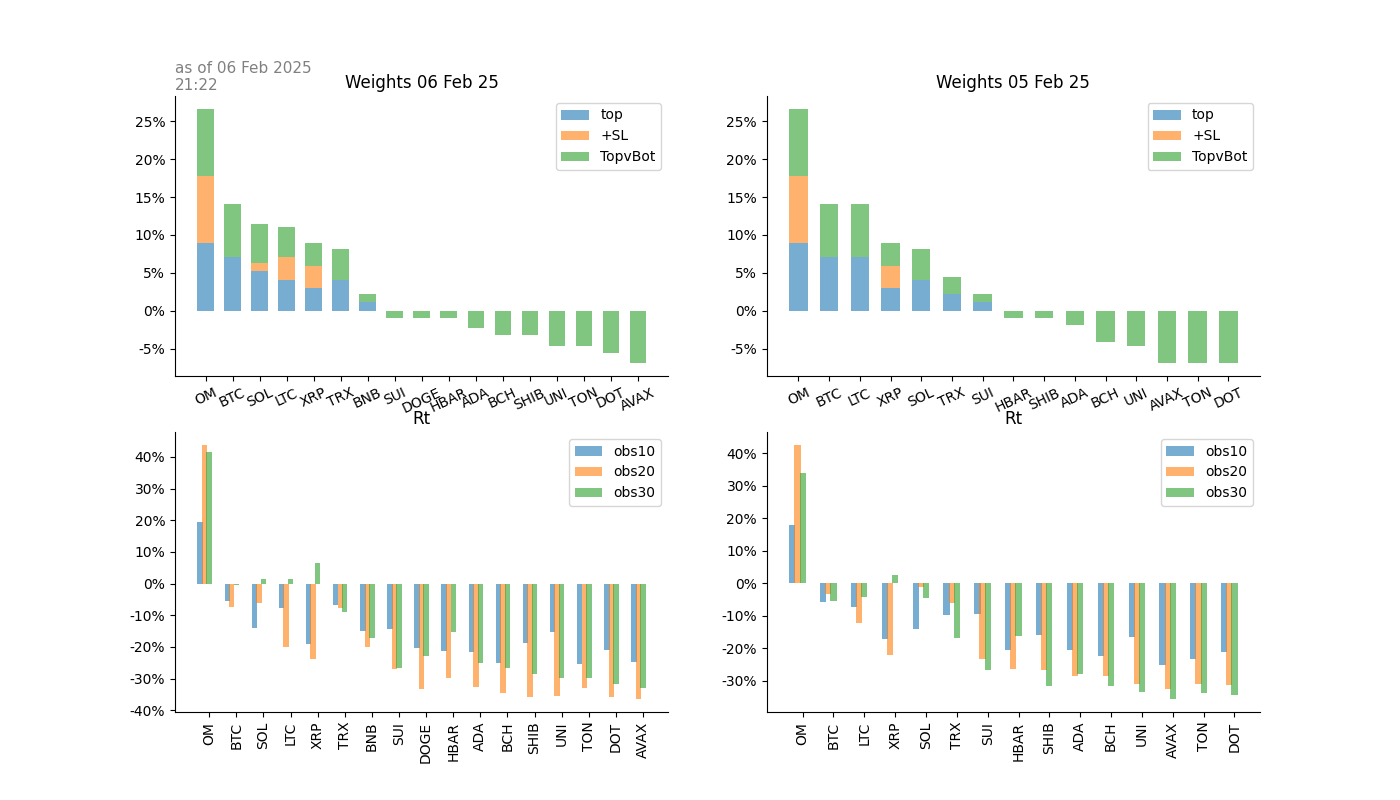 as of 06 Feb 2025
21:22
Weights 06 Feb 25
25%
20%
15%
10%
5%
0%
-5%
top
+SL
TopvBot
OM BTC SOL LTC XRP TRX BNB SUI DOGE HBAR ADA BCH SHIB UNI TON DOT AVAX
Weights 05 Feb 25
25%
20%
15%
10%
5%
0%
-5%
top
+SL
TopvBot
OM BTC LTC XRP SOL TRX SUI HBAR SHIB ADA BCH UNI AVAX TON DOT
Rt
40%
30%
20%
10%
0%
-10%
-20%
-30%
-40%
obs10
obs20
obs30
OM BTC SOL LTC XRP TRX BNB SUI DOGE HBAR ADA BCH SHIB UNI TON DOT AVAX
Rt
40%
30%
20%
10%
0%
-10%
-20%
-30%
obs10
obs20
obs30
OM BTC LTC XRP SOL TRX SUI HBAR SHIB ADA BCH UNI AVAX TON DOT